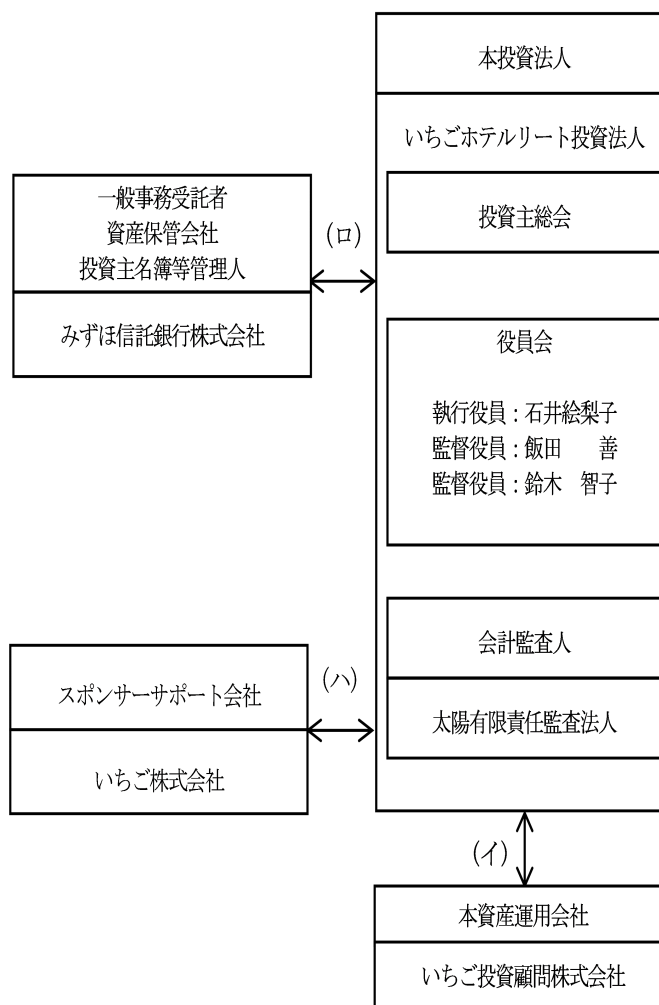 本投資法人
いちごホテルリート投資法人
投資主総会
役員会
執行役員：石井絵梨子
監督役員：飯田　　善
監督役員：鈴木　智子
会計監査人
太陽有限責任監査法人
一般事務受託者
資産保管会社
投資主名簿等管理人
みずほ信託銀行株式会社
(ロ)
スポンサーサポート会社
いちご株式会社
(ハ)
(イ)
本資産運用会社
いちご投資顧問株式会社